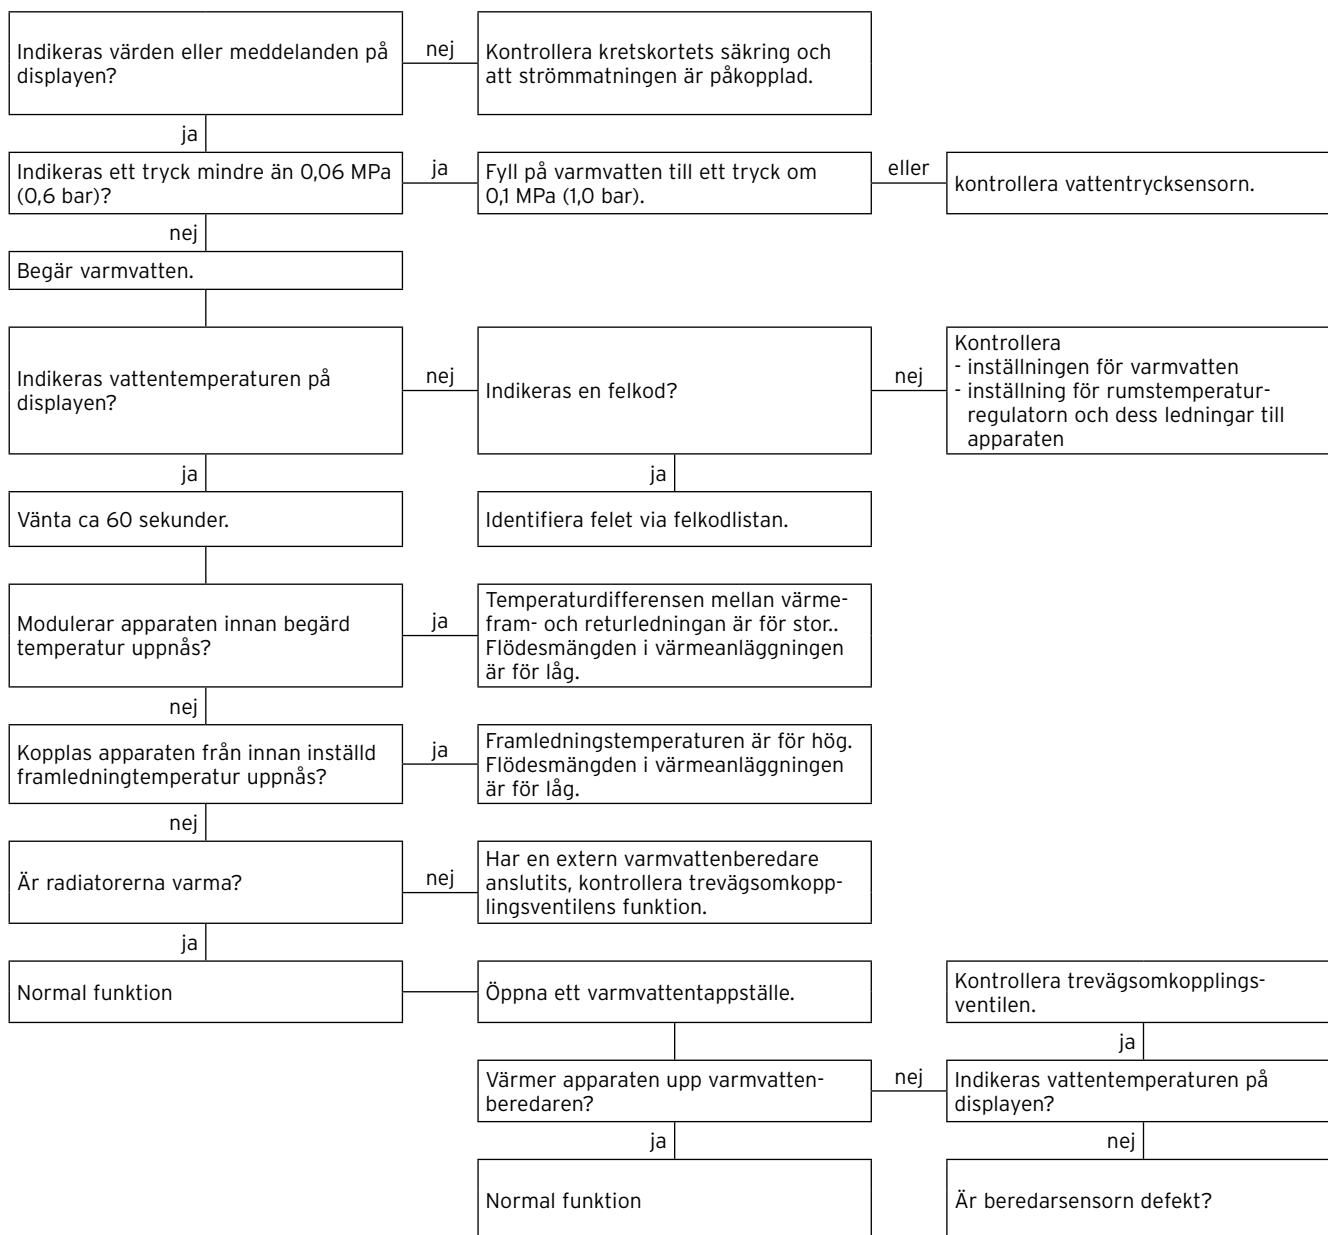 Indikeras värden eller meddelanden på
displayen?
nej
Kontrollera kretskortets säkring och
att strömmatningen är påkopplad.
ja
Indikeras ett tryck mindre än 0,06 MPa
(0,6 bar)?
ja
Fyll på varmvatten till ett tryck om
0,1 MPa (1,0 bar).
eller
kontrollera vattentrycksensorn.
nej
Begär varmvatten.
Indikeras vattentemperaturen på
displayen?
nej
Indikeras en felkod?
nej
Kontrollera
- inställningen för varmvatten
- inställning för rumstemperatur-
regulatorn och dess ledningar till
apparaten
ja
ja
Vänta ca 60 sekunder.
Identifiera felet via felkodlistan.
Modulerar apparaten innan begärd
temperatur uppnås?
ja
Temperaturdifferensen mellan värme-
fram- och returledningan är för stor..
Flödesmängden i värmeanläggningen
är för låg.
nej
Kopplas apparaten från innan inställd
framledningtemperatur uppnås?
ja
Framledningstemperaturen är för hög.
Flödesmängden i värmeanläggningen
är för låg.
nej
Är radiatorerna varma?
nej
Har en extern varmvattenberedare
anslutits, kontrollera trevägsomkopp-
lingsventilens funktion.
ja
Normal funktion
Öppna ett varmvattentappställe.
Kontrollera trevägsomkopplings-
ventilen.
ja
Värmer apparaten upp varmvatten-
beredaren?
nej
Indikeras vattentemperaturen på
displayen?
ja
nej
Normal funktion
Är beredarsensorn defekt?